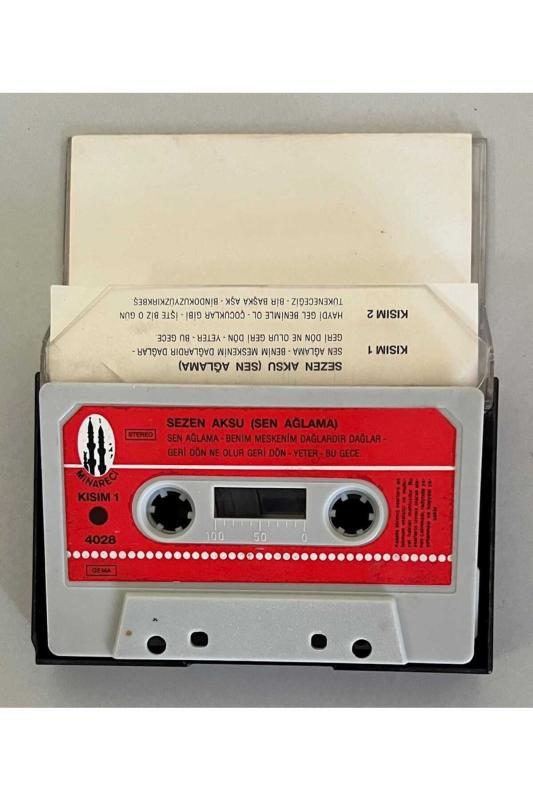 KISIM 2
HAYDİ GEL BENİMLE OL - ÇOCUKLAR GİBİ - İŞTE BİZ GÜN
TÜKENECEĞİZ - BİR BAŞKA AŞK - BİNDOKUZYÜZKIRKBEŞ
KISIM 1
SEN AĞLAMA - BENİM MESKENİM DAĞLARDIR DAĞLAR -
GERİ DÖN NE OLUR GERİ DÖN - YETER - BU GECE
SEZEN AKSU (SEN AĞLAMA)
MİNARECİ
STEREO
SEZEN AKSU (SEN AĞLAMA)
SEN AĞLAMA - BENİM MESKENİM DAĞLARDIR DAĞLAR -
GERİ DÖN NE OLUR GERİ DÖN - YETER - BU GECE.
KISIM 1
4028
100 50 0
GEMA